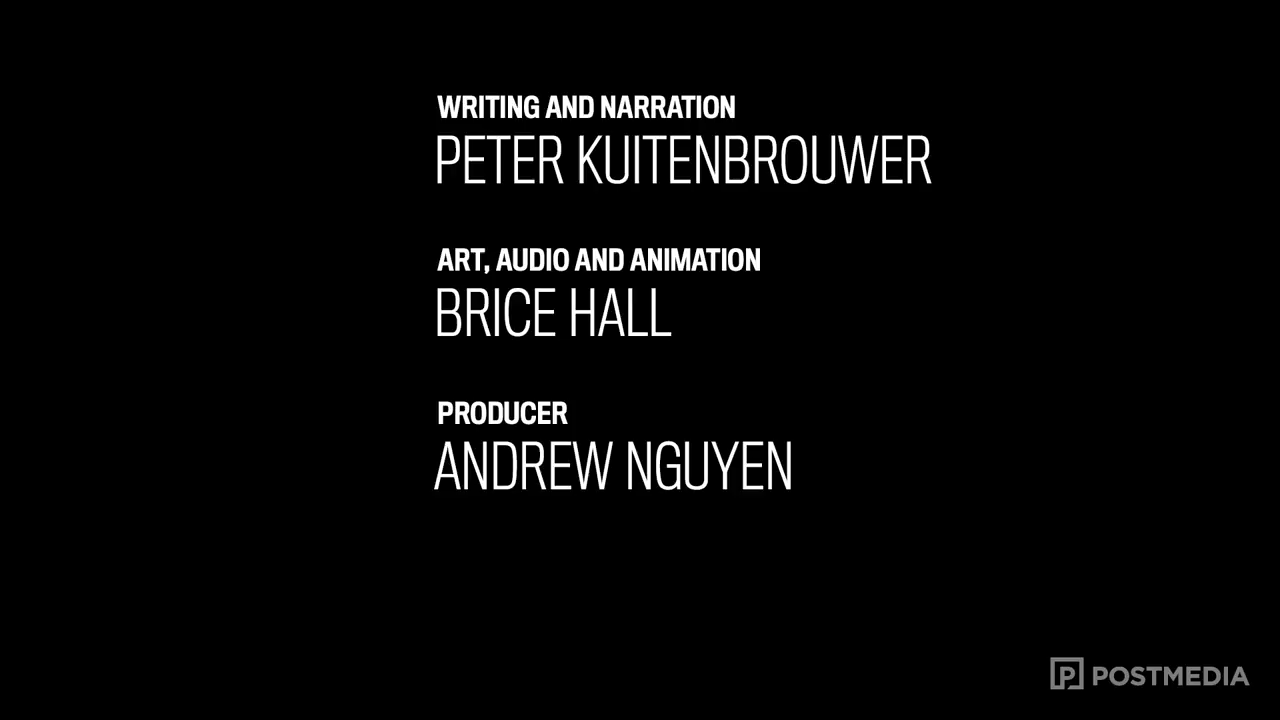 WRITING AND NARRATION
PETER KUITENBROUWER
ART, AUDIO AND ANIMATION
BRICE HALL
PRODUCER
ANDREW NGUYEN
POSTMEDIA